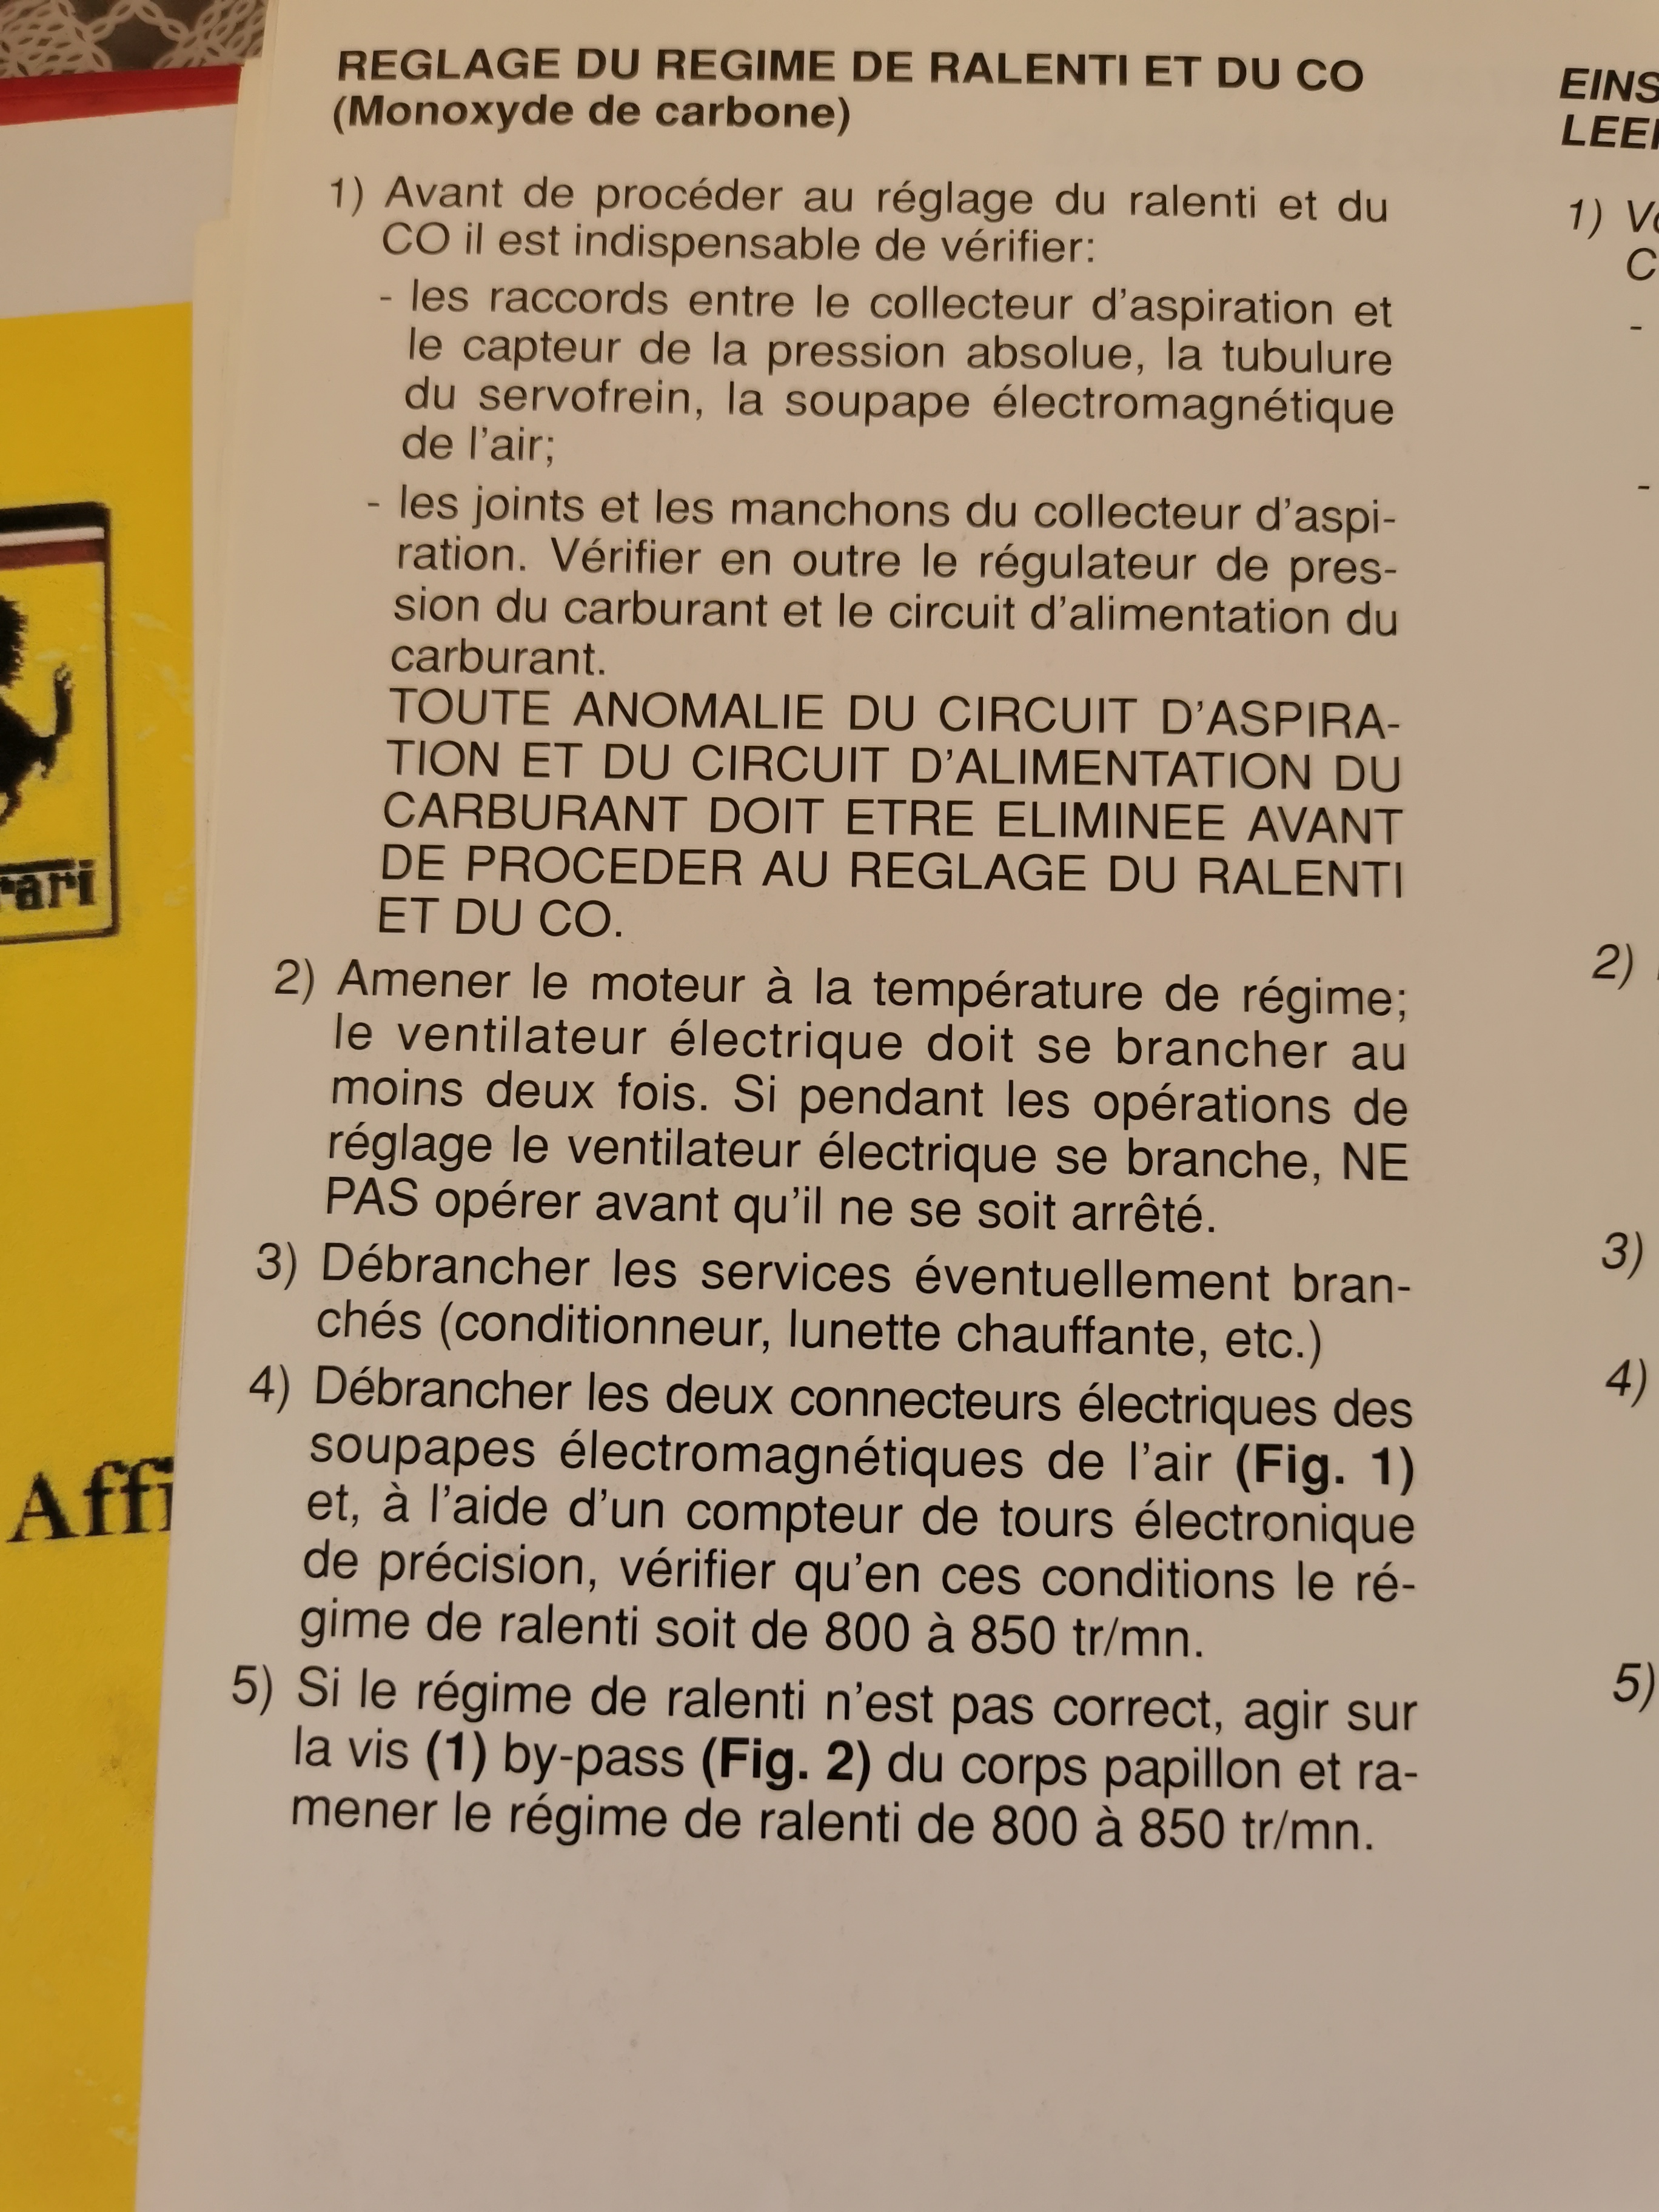 REGLAGE DU REGIME DE RALENTI ET DU CO
(Monoxyde de carbone)
1) Avant de procéder au réglage du ralenti et du
CO il est indispensable de vérifier:
- les raccords entre le collecteur d'aspiration et
le capteur de la pression absolue, la tubulure
du servofrein, la soupape électromagnétique
de l'air;
- les joints et les manchons du collecteur d'aspi-
ration. Vérifier en outre le régulateur de pres-
sion du carburant et le circuit d'alimentation du
carburant.
TOUTE ANOMALIE DU CIRCUIT D'ASPIRA-
TION ET DU CIRCUIT D'ALIMENTATION DU
CARBURANT DOIT ETRE ELIMINEE AVANT
DE PROCEDER AU REGLAGE DU RALENTI
ET DU CO.
2) Amener le moteur à la température de régime;
le ventilateur électrique doit se brancher au
moins deux fois. Si pendant les opérations de
réglage le ventilateur électrique se branche, NE
PAS opérer avant qu'il ne se soit arrêté.
3) Débrancher les services éventuellement bran-
chés (conditionneur, lunette chauffante, etc.)
4) Débrancher les deux connecteurs électriques des
soupapes électromagnétiques de l'air (Fig. 1)
et, à l'aide d'un compteur de tours électronique
de précision, vérifier qu'en ces conditions le ré-
gime de ralenti soit de 800 à 850 tr/mn.
5) Si le régime de ralenti n'est pas correct, agir sur
la vis (1) by-pass (Fig. 2) du corps papillon et ra-
mener le régime de ralenti de 800 à 850 tr/mn.
EINS
LEE
1)
C
-
-
2)
3)
4)
5)
rari
Affi